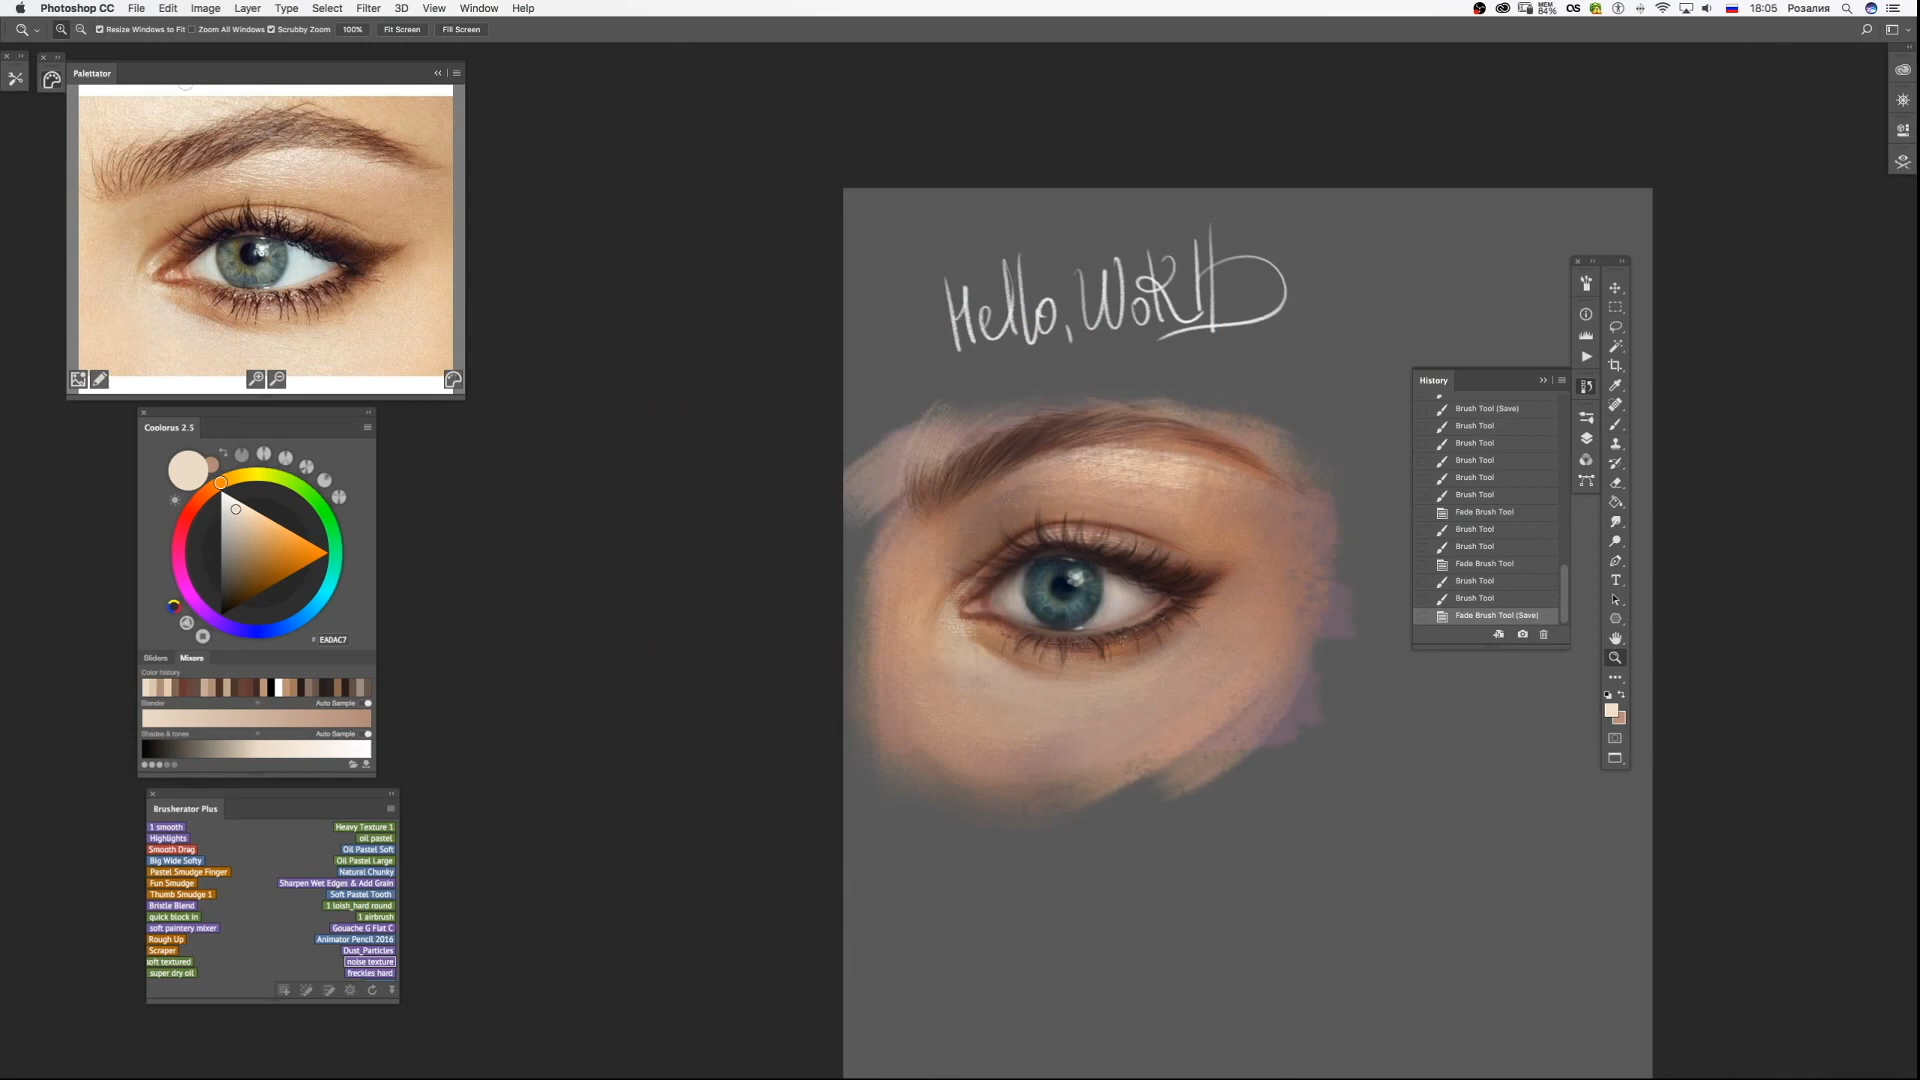 Photoshop CC File Edit Image Layer Type Select Filter 3D View Window Help MEM 84% 18:05 Розалия
Resize Windows to Fit Zoom All Windows Scrubby Zoom 100% Fit Screen Fill Screen
Palettator
Hello, WoRld
History
Brush Tool (Save)
Brush Tool
Brush Tool
Brush Tool
Brush Tool
Brush Tool
Fade Brush Tool
Brush Tool
Brush Tool
Fade Brush Tool
Brush Tool
Brush Tool
Fade Brush Tool (Save)
Coolorus 2.5
# EADAC7
Sliders Mixers
Color history
Blender Auto Sample
Shades & tones Auto Sample
Brusherator Plus
1 smooth Heavy Texture 1
Highlights oil pastel
Smooth Drag Oil Pastel Soft
Big Wide Softy Oil Pastel Large
Pastel Smudge Finger Natural Chunky
Fun Smudge Sharpen Wet Edges & Add Grain
Thumb Smudge 1 Soft Pastel Tooth
Bristle Blend 1 loish_hard round
quick block in 1 airbrush
soft paintery mixer Gouache G Flat C
Rough Up Animator Pencil 2016
Scraper Dust_Particles
soft textured noise texture
super dry oil freckles hard